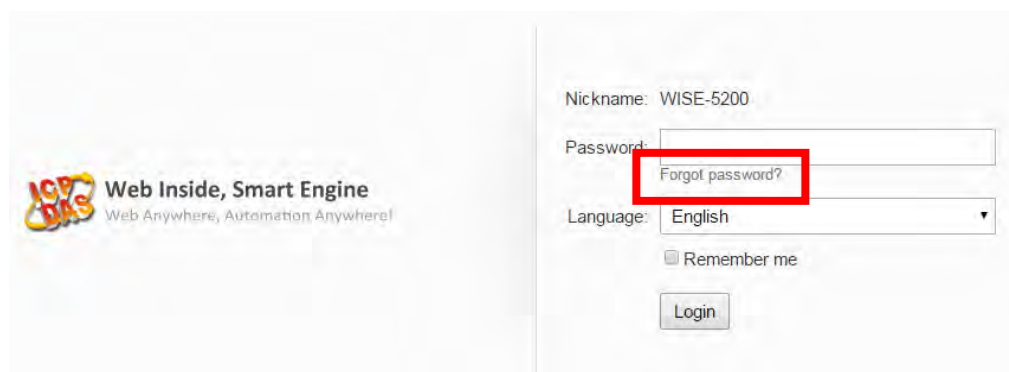 ICP
DAS
Web Inside, Smart Engine
Web Anywhere, Automation Anywhere!
Nickname: WISE-5200
Password:
Forgot password?
Language: English
Remember me
Login